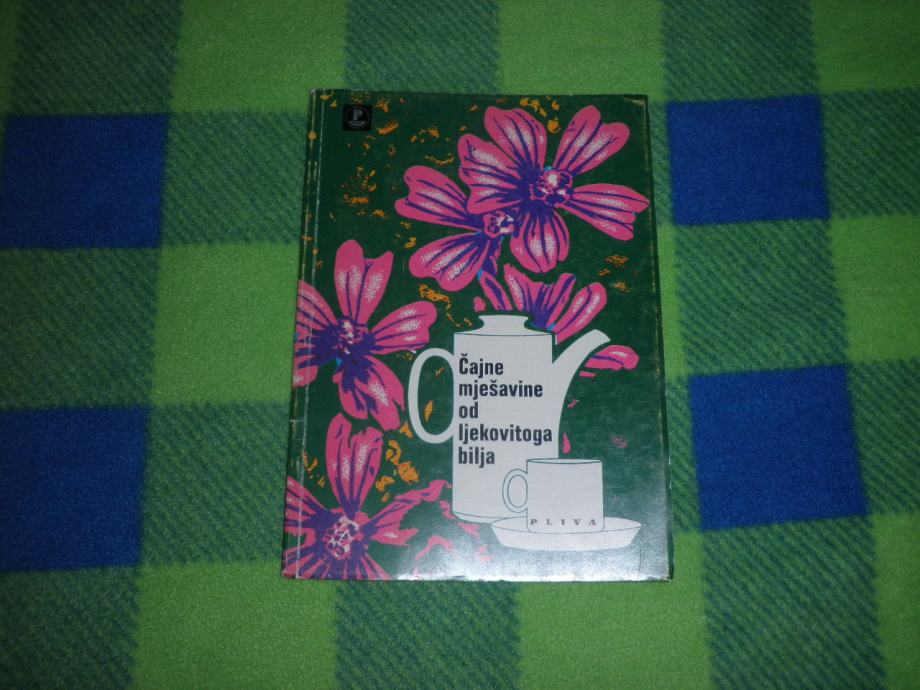 P
Čajne
mješavine
od
ljekovitoga
bilja
PLIVA